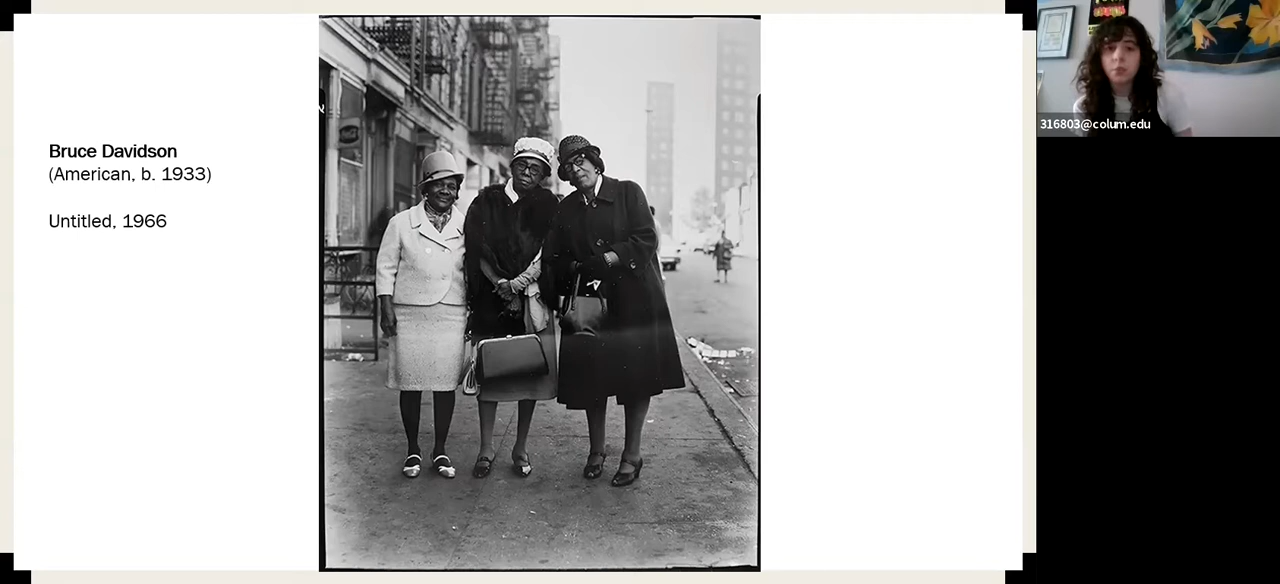 Bruce Davidson
(American, b. 1933)
Untitled, 1966
316803@colum.edu